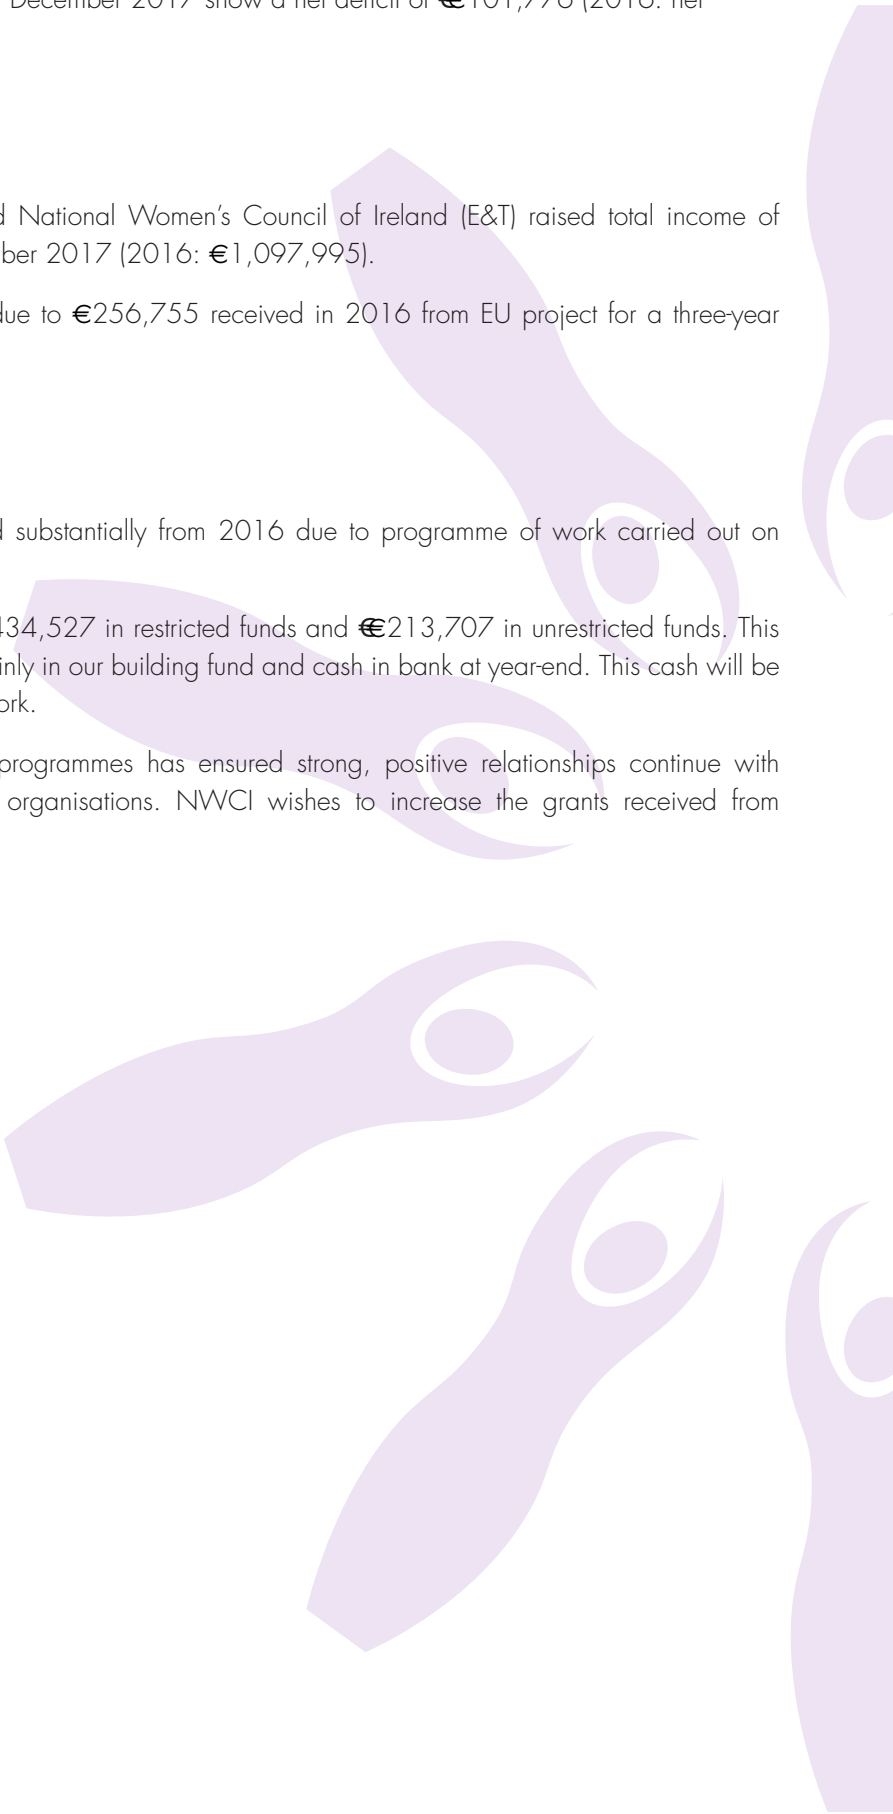 December 2017 show a net deficit of €101,776 (2016: net
National Women's Council of Ireland (E&T) raised total income of
ber 2017 (2016: €1,097,995).
due to €256,755 received in 2016 from EU project for a three-year
substantially from 2016 due to programme of work carried out on
434,527 in restricted funds and €€213,707 in unrestricted funds. This
inly in our building fund and cash in bank at year-end. This cash will be
ork.
programmes has ensured strong, positive relationships continue with
organisations. NWCI wishes to increase the grants received from